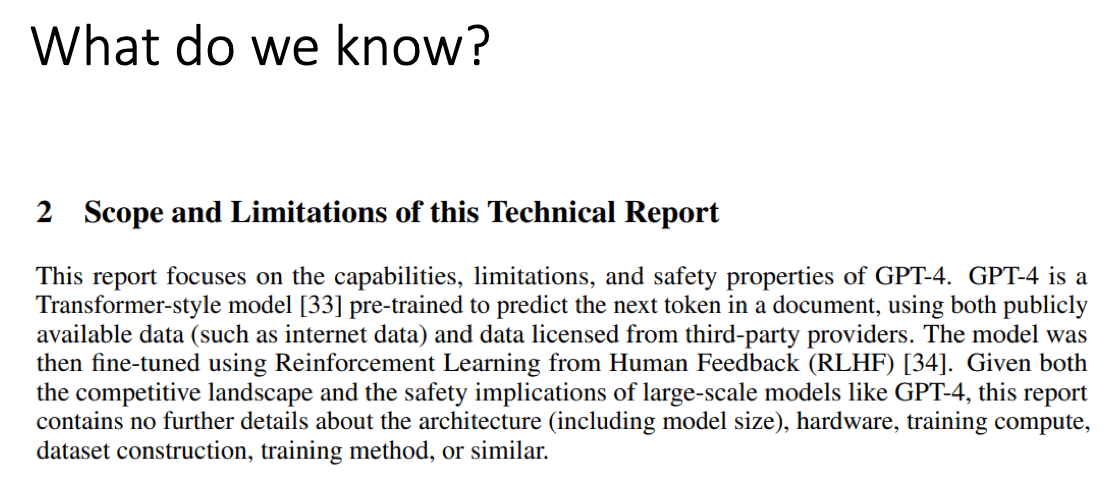 What do we know?
2 Scope and Limitations of this Technical Report
This report focuses on the capabilities, limitations, and safety properties of GPT-4. GPT-4 is a
Transformer-style model [33] pre-trained to predict the next token in a document, using both publicly
available data (such as internet data) and data licensed from third-party providers. The model was
then fine-tuned using Reinforcement Learning from Human Feedback (RLHF) [34]. Given both
the competitive landscape and the safety implications of large-scale models like GPT-4, this report
contains no further details about the architecture (including model size), hardware, training compute,
dataset construction, training method, or similar.